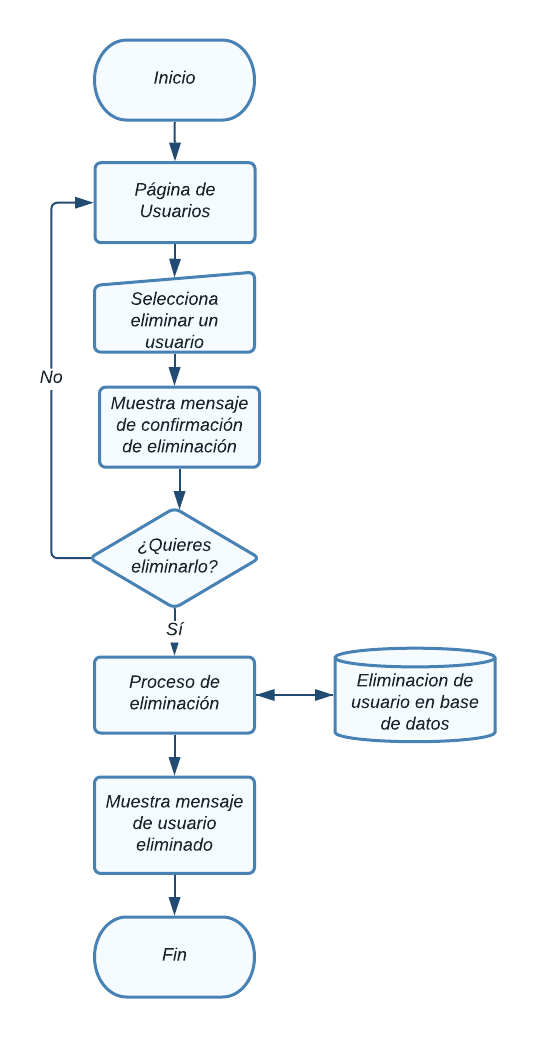 Inicio
Página de
Usuarios
Selecciona
eliminar un
usuario
No
Muestra mensaje
de confirmación
de eliminación
¿Quieres
eliminarlo?
Sí
Proceso de
eliminación
Eliminacion de
usuario en base
de datos
Muestra mensaje
de usuario
eliminado
Fin